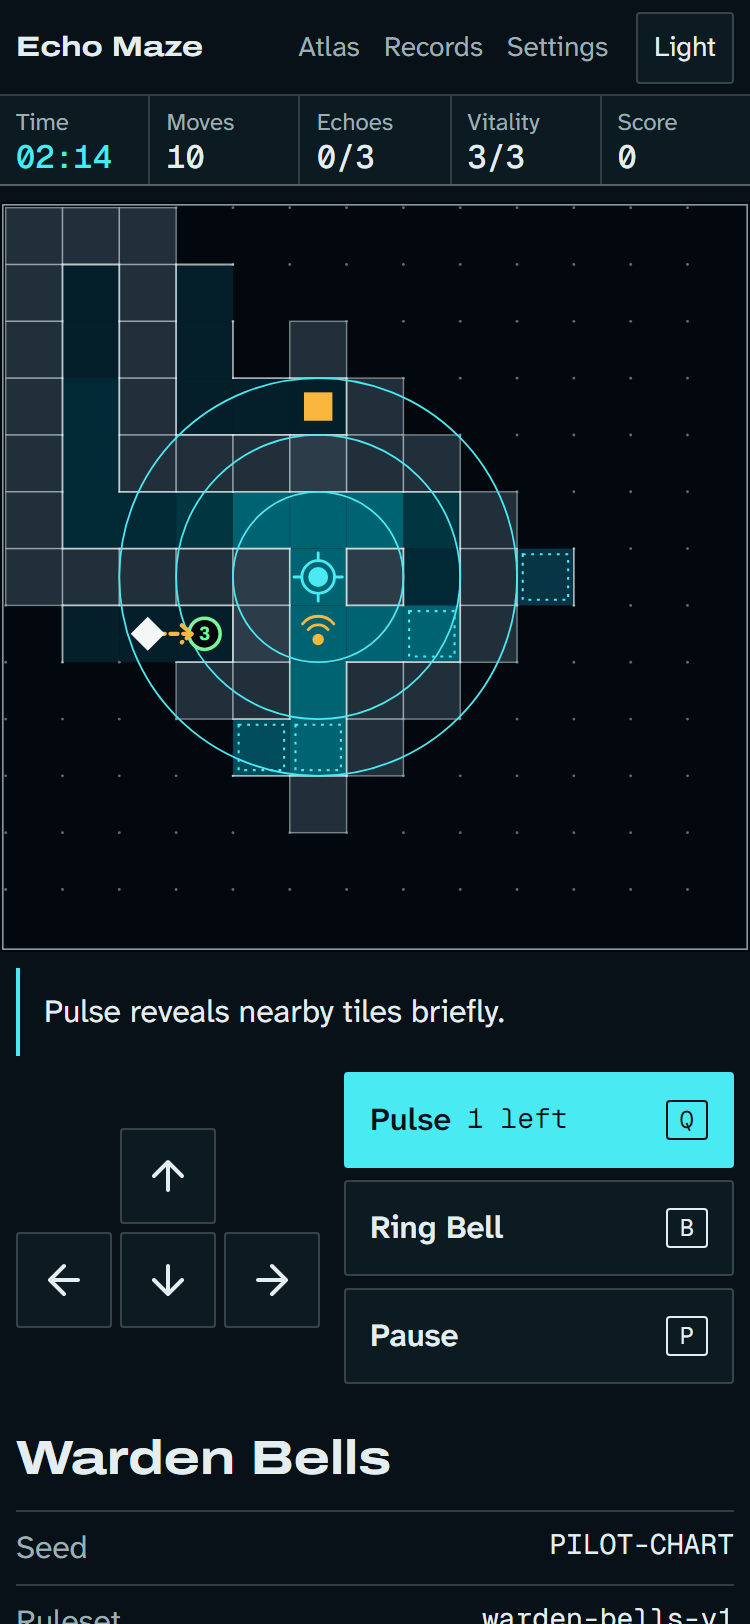 Echo Maze Atlas Records Settings Light
Time Moves Echoes Vitality Score
02:14 10 0/3 3/3 0
3
Pulse reveals nearby tiles briefly.
Pulse 1 left Q
Ring Bell B
Pause P
Warden Bells
Seed PILOT-CHART
Ruleset warden-bells-v1